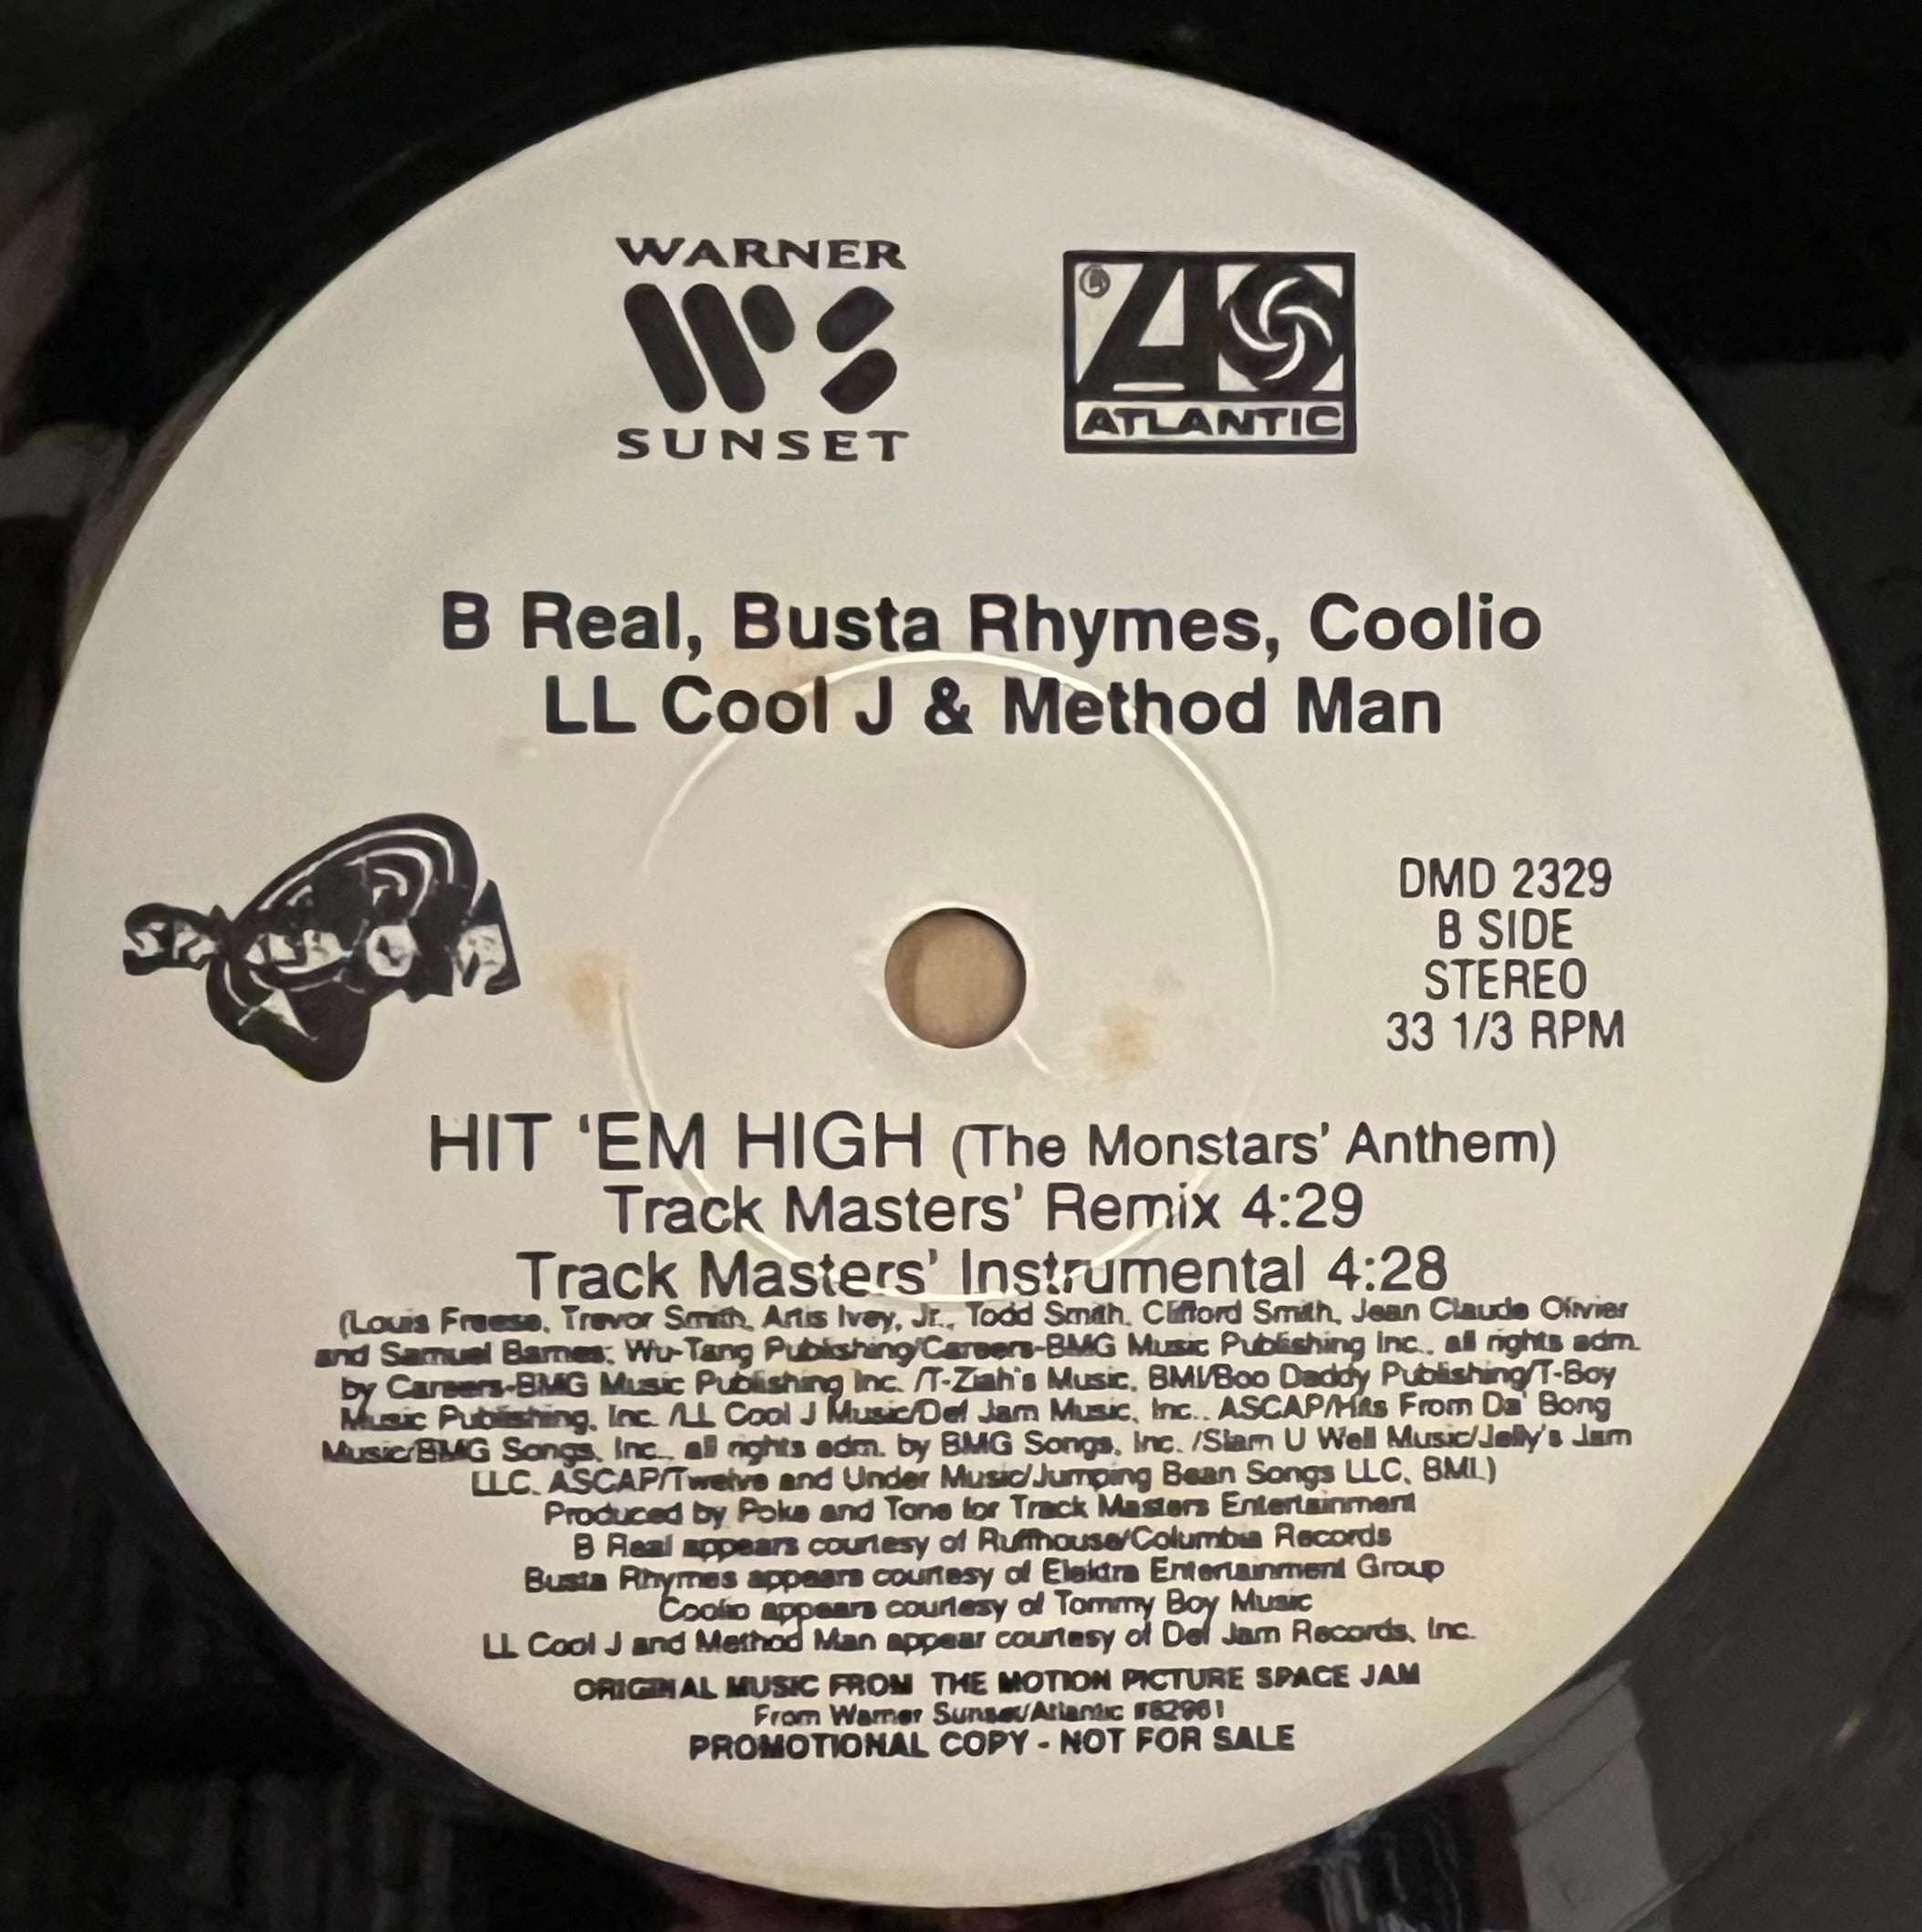 WARNER
WS
SUNSET
® A
ATLANTIC
B Real, Busta Rhymes, Coolio
LL Cool J & Method Man
SPACE JAM
DMD 2329
B SIDE
STEREO
33 1/3 RPM
HIT ‘EM HIGH (The Monstars’ Anthem)
Track Masters’ Remix 4:29
Track Masters’ Instrumental 4:28
(Louis Freese, Trevor Smith, Artis Ivey, Jr., Todd Smith, Clifford Smith, Jean Claude Olivier
and Samuel Barnes; Wu-Tang Publishing/Careers-BMG Music Publishing Inc., all rights adm.
by Careers-BMG Music Publishing Inc. /T-Ziah's Music, BMI/Boo Daddy Publishing/T-Boy
Music Publishing, Inc. /LL Cool J Music/Def Jam Music, Inc., ASCAP/Hits From Da' Bong
Music/BMG Songs, Inc., all rights adm. by BMG Songs, Inc. /Slam U Well Music/Jelly's Jam
LLC, ASCAP/Twelve and Under Music/Jumping Bean Songs LLC, BMI.)
Produced by Poke and Tone for Track Masters Entertainment
B Real appears courtesy of Ruffhouse/Columbia Records
Busta Rhymes appears courtesy of Elektra Entertainment Group
Coolio appears courtesy of Tommy Boy Music
LL Cool J and Method Man appear courtesy of Def Jam Records, Inc.
ORIGINAL MUSIC FROM THE MOTION PICTURE SPACE JAM
From Warner Sunset/Atlantic #82961
PROMOTIONAL COPY - NOT FOR SALE